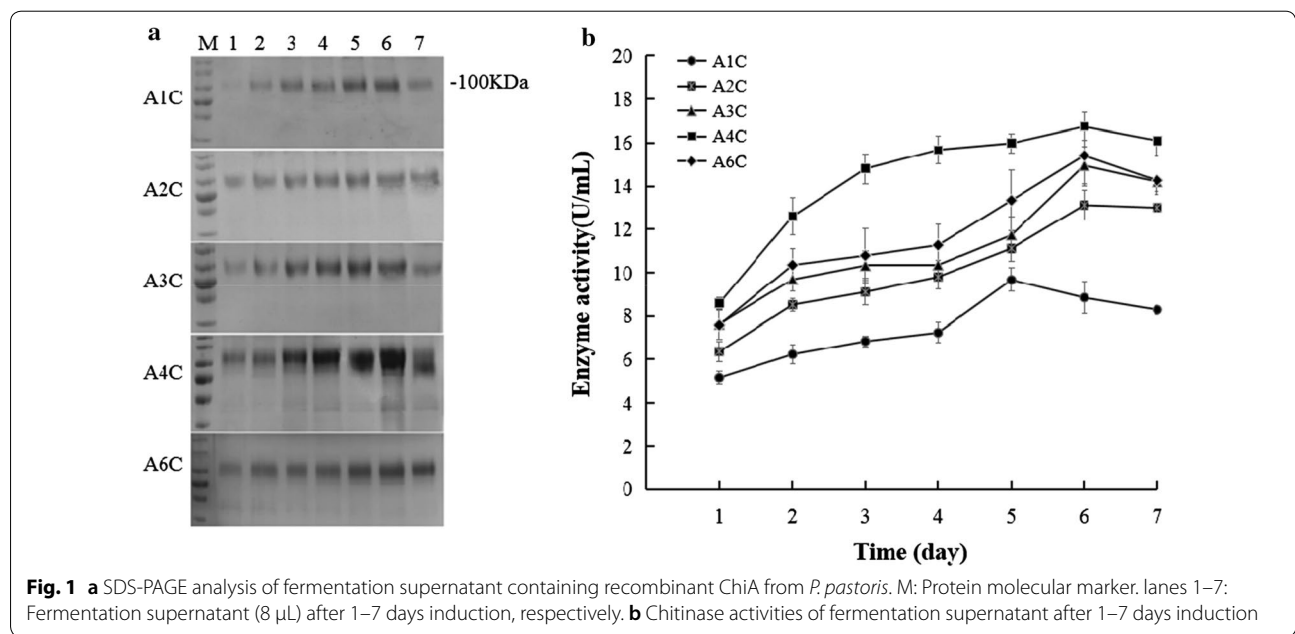 a
M 1 2 3 4 5 6 7
A1C
-100KDa
A2C
A3C
A4C
A6C
b
20
18
16
14
12
10
8
6
4
2
0
Enzyme activity(U/mL)
A1C
A2C
A3C
A4C
A6C
1 2 3 4 5 6 7
Time (day)
Fig. 1 a SDS-PAGE analysis of fermentation supernatant containing recombinant ChiA from P. pastoris. M: Protein molecular marker. lanes 1–7:
Fermentation supernatant (8 µL) after 1–7 days induction, respectively. b Chitinase activities of fermentation supernatant after 1–7 days induction